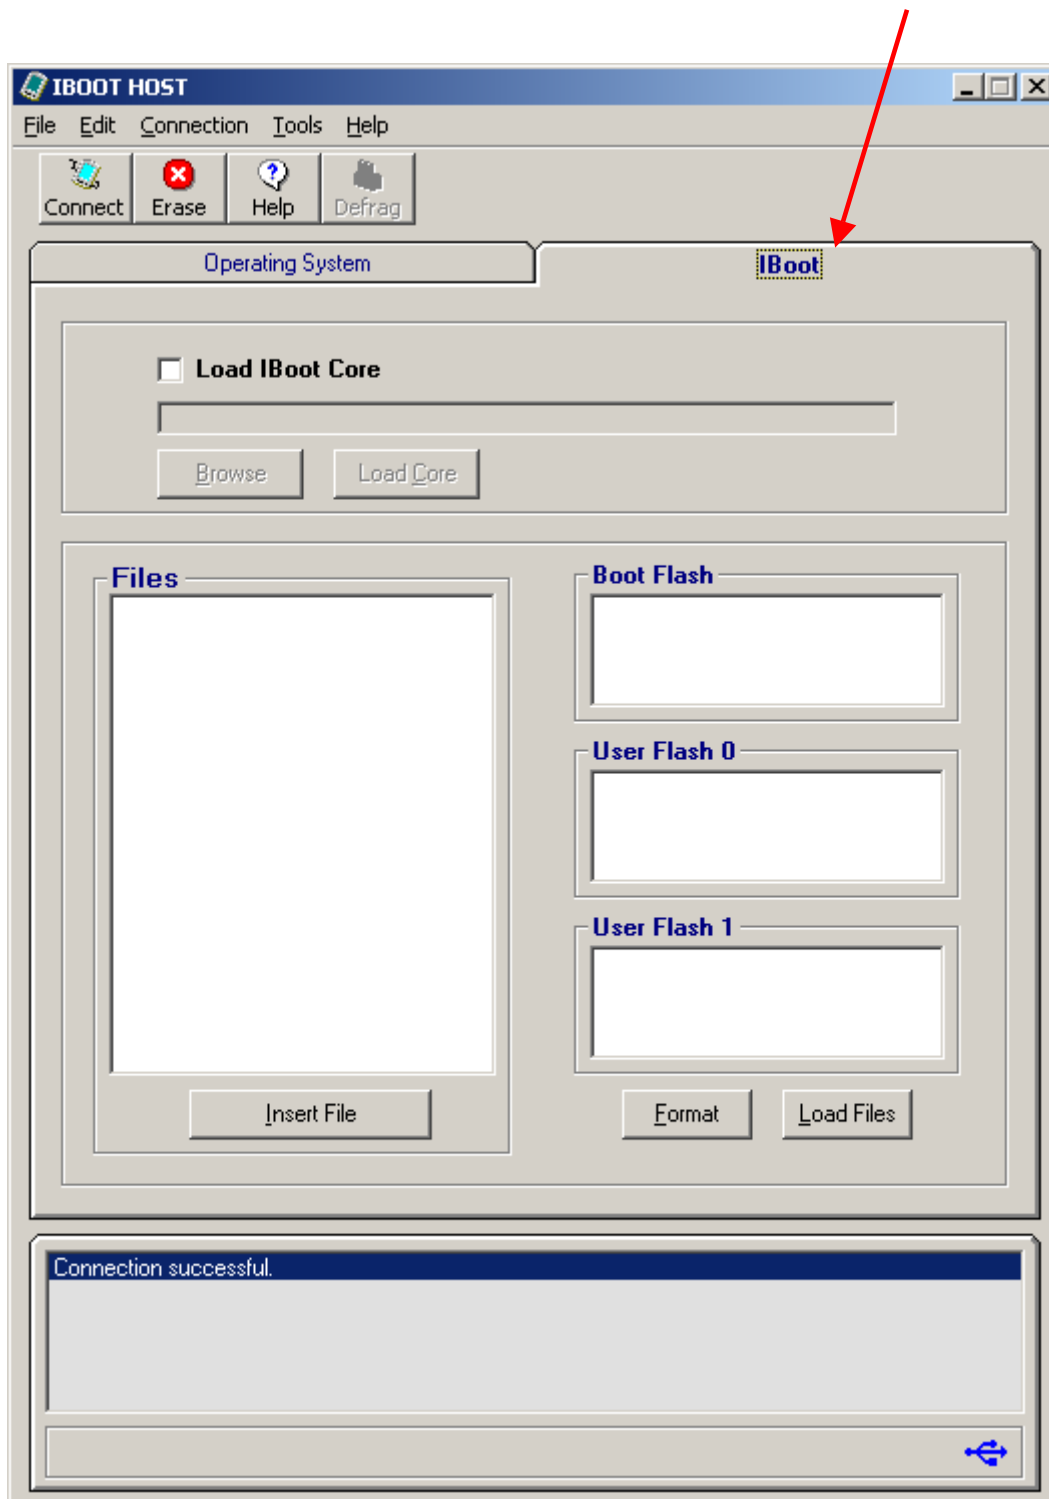 IBOOT HOST
File Edit Connection Tools Help
Connect Erase Help Defrag
Operating System IBoot
Load IBoot Core
Browse Load Core
Files
Boot Flash
User Flash 0
User Flash 1
Insert File Format Load Files
Connection successful.